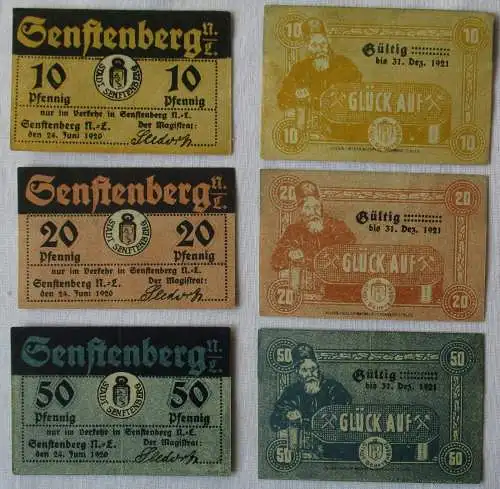 Senftenberg N.
L.
10 10
Pfennig Pfennig
STADT SENFTENBERG
nur im Verkehr in Senftenberg N.-L.
Senftenberg N.-L. Der Magistrat:
den 24. Juni 1920
10 10
Gültig
bis 31. Dez. 1921
GLÜCK AUF
10 10
Senftenberg N.
L.
20 20
Pfennig Pfennig
STADT SENFTENBERG
nur im Verkehr in Senftenberg N.-L.
Senftenberg N.-L. Der Magistrat:
den 24. Juni 1920
20 20
Gültig
bis 31. Dez. 1921
GLÜCK AUF
20 20
Senftenberg N.
L.
50 50
Pfennig Pfennig
STADT SENFTENBERG
nur im Verkehr in Senftenberg N.-L.
Senftenberg N.-L. Der Magistrat:
den 24. Juni 1920
50 50
Gültig
bis 31. Dez. 1921
GLÜCK AUF
50 50